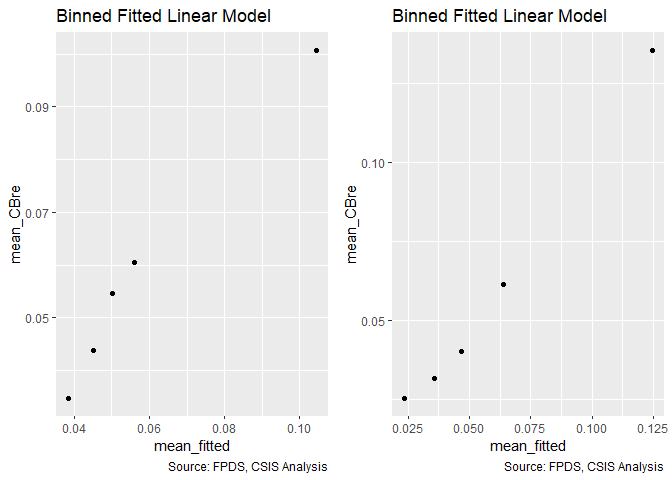 Binned Fitted Linear Model
mean_CBre
0.09
0.07
0.05
0.04
0.06
0.08
0.10
mean_fitted
Source: FPDS, CSIS Analysis
Binned Fitted Linear Model
mean_CBre
0.10
0.05
0.025
0.050
0.075
0.100
0.125
mean_fitted
Source: FPDS, CSIS Analysis